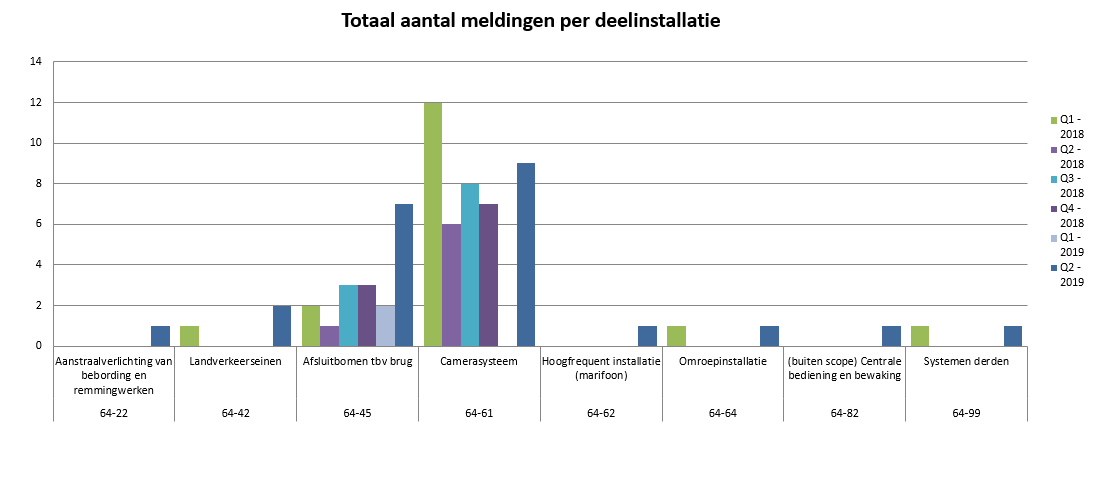 Totaal aantal meldingen per deelinstallatie
14
12
10
8
6
4
2
0
Q1 -
2018
Q2 -
2018
Q3 -
2018
Q4 -
2018
Q1 -
2019
Q2 -
2019
Aanstraalverlichting van
bebording en
remmingwerken
Landverkeerseinen
Afsluitbomen tbv brug
Camerasysteem
Hoogfrequent installatie
(marifoon)
Omroepinstallatie
(buiten scope) Centrale
bediening en bewaking
Systemen derden
64-22
64-42
64-45
64-61
64-62
64-64
64-82
64-99